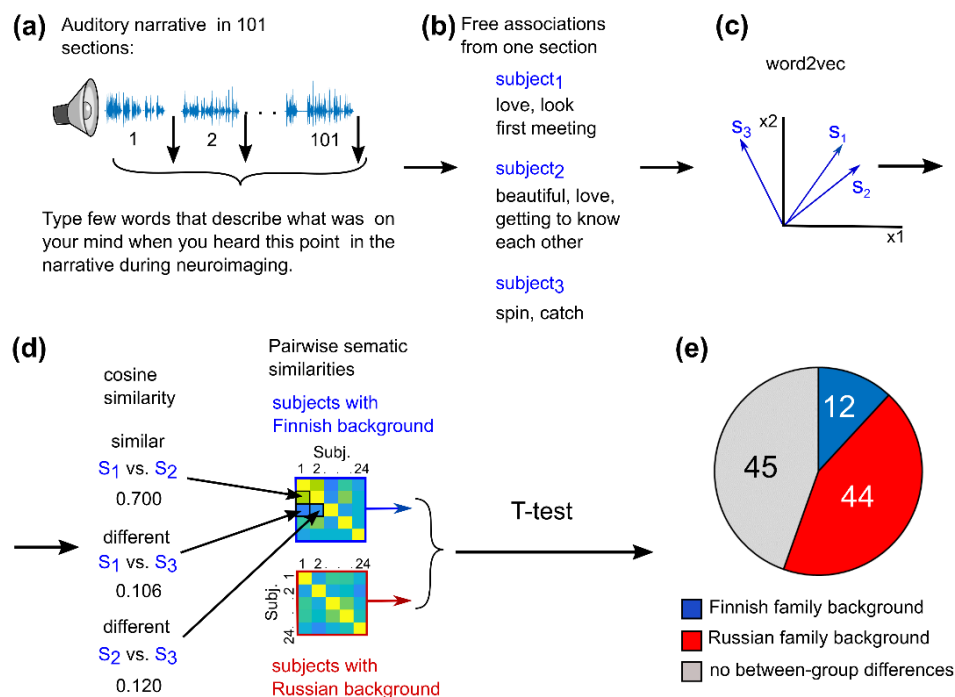 (a) Auditory narrative in 101
sections:
1 2 . . . 101
Type few words that describe what was on
your mind when you heard this point in the
narrative during neuroimaging.
(b) Free associations
from one section
subject1
love, look
first meeting
subject2
beautiful, love,
getting to know
each other
subject3
spin, catch
(c)
word2vec
x2
S3 S1
S2
x1
(d)
cosine
similarity
similar
S1 vs. S2
0.700
different
S1 vs. S3
0.106
different
S2 vs. S3
0.120
Pairwise sematic
similarities
subjects with
Finnish background
Subj.
1 2 . . . 24
1 2 . . . 24
Subj.
1
2
. . .
24
subjects with
Russian background
T-test
(e)
12
45
44
Finnish family background
Russian family background
no between-group differences